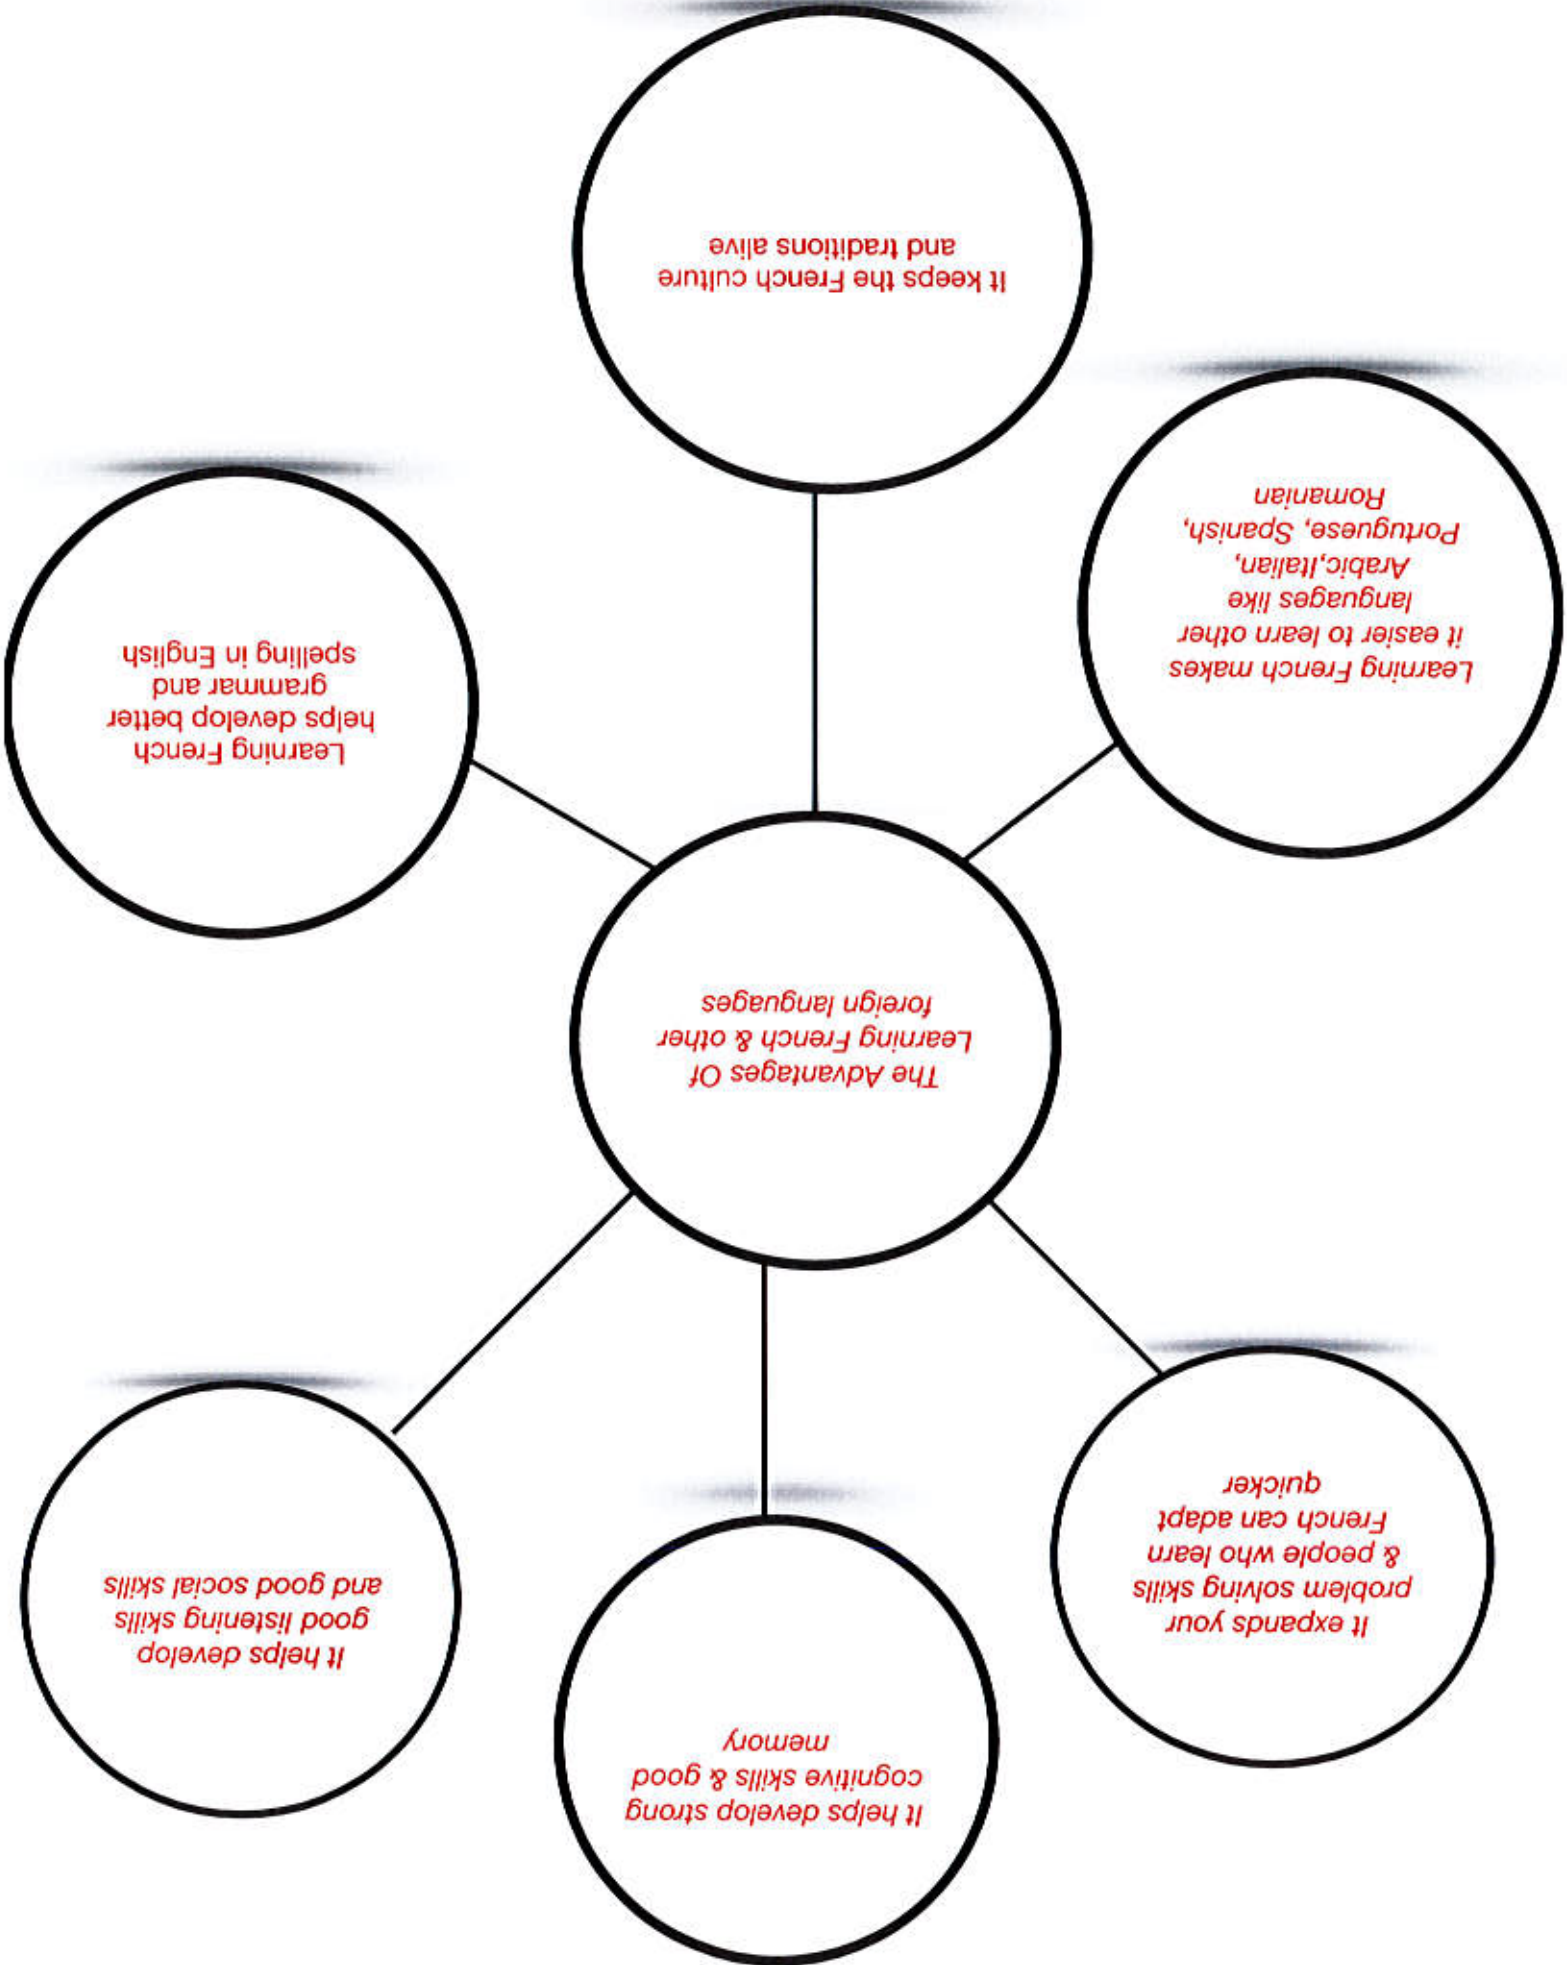 It helps develop strong
cognitive skills & good
memory
It expands your
problem solving skills
& people who learn
French can adapt
quicker
It helps develop
good listening skills
and good social skills
The Advantages Of
Learning French & other
foreign languages
Learning French makes
it easier to learn other
languages like
Arabic,Italian,
Portuguese, Spanish,
Romanian
Learning French
helps develop better
grammar and
spelling in English
It keeps the French culture
and traditions alive